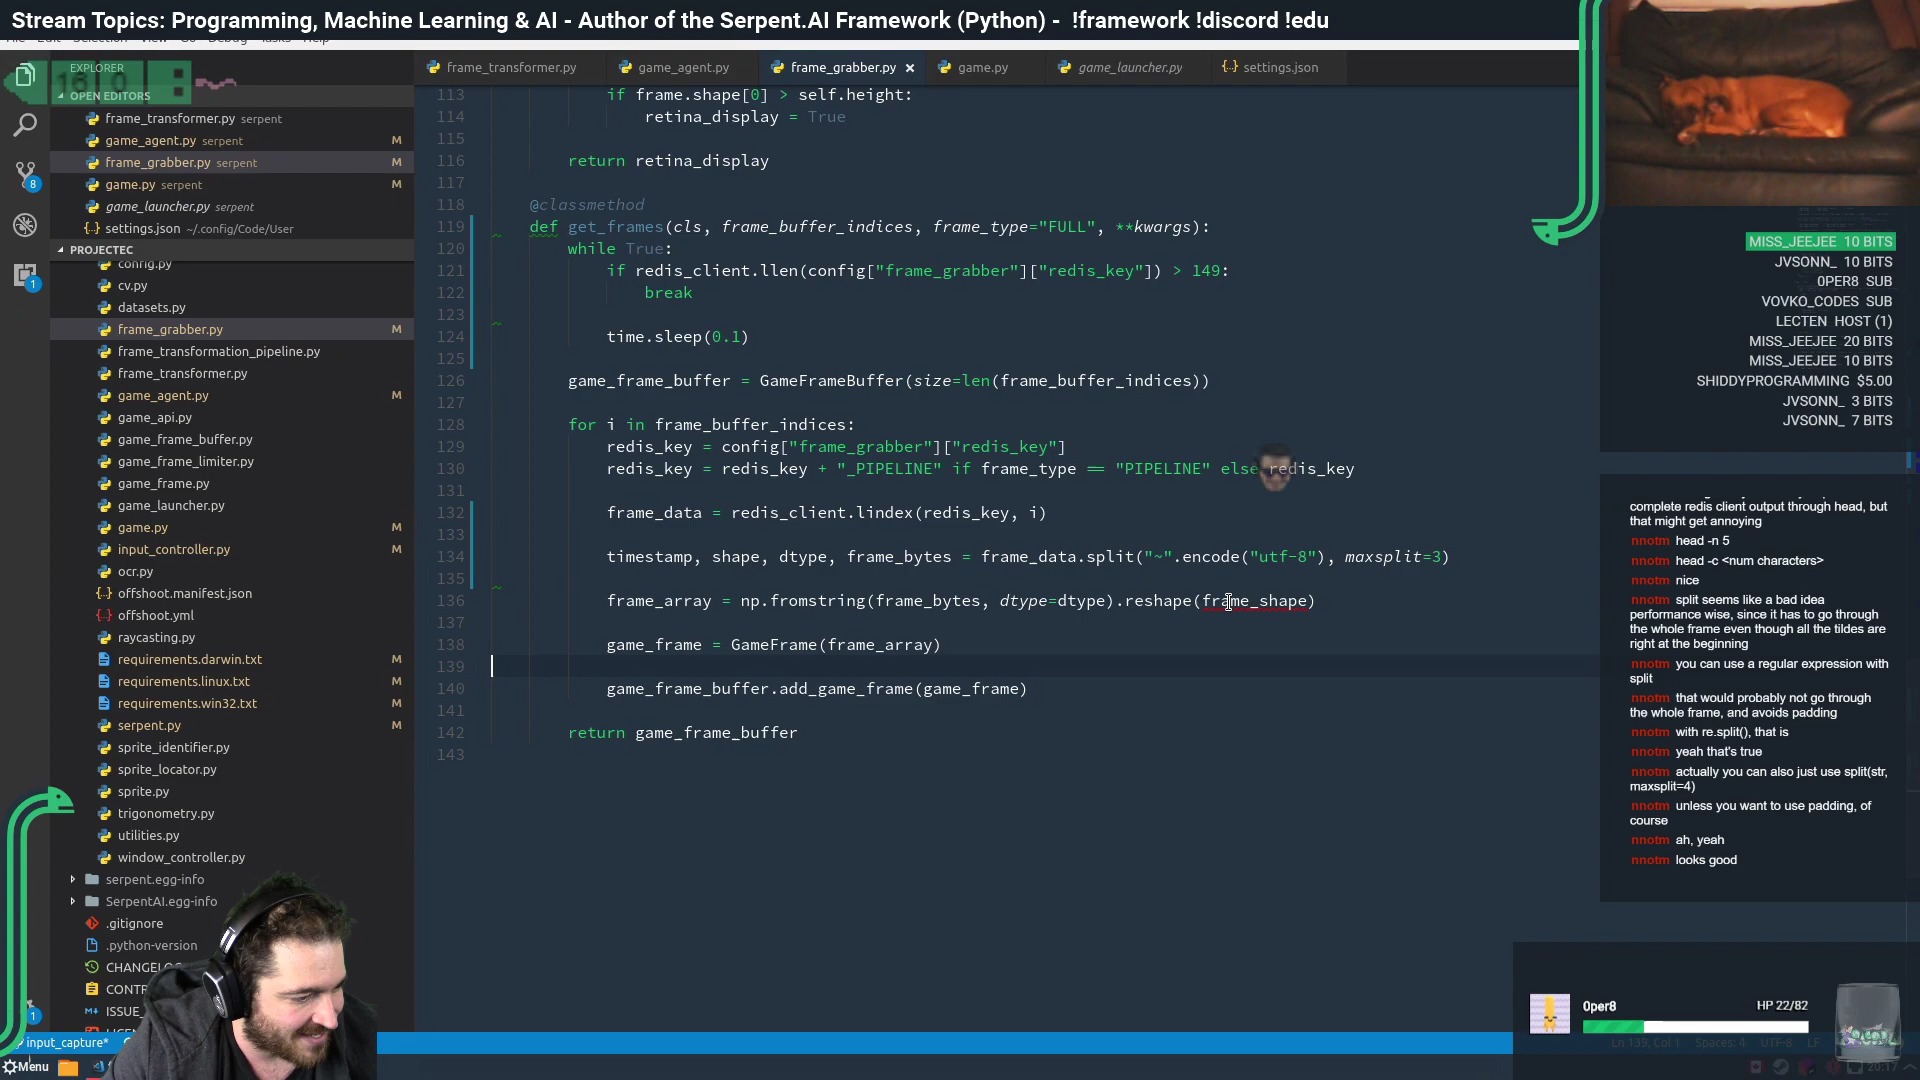 Stream Topics: Programming, Machine Learning & AI - Author of the Serpent.AI Framework (Python) -  !framework !discord !edu
EXPLORER
OPEN EDITORS
frame_transformer.py serpent
game_agent.py serpent M
frame_grabber.py serpent M
game.py serpent M
game_launcher.py serpent
settings.json ~/.config/Code/User
PROJECTEC
config.py
cv.py
datasets.py
frame_grabber.py M
frame_transformation_pipeline.py
frame_transformer.py
game_agent.py M
game_api.py
game_frame_buffer.py
game_frame_limiter.py
game_frame.py
game_launcher.py
game.py M
input_controller.py M
ocr.py
offshoot.manifest.json
offshoot.yml
raycasting.py
requirements.darwin.txt M
requirements.linux.txt M
requirements.win32.txt M
serpent.py M
sprite_identifier.py
sprite_locator.py
sprite.py
trigonometry.py
utilities.py
window_controller.py
serpent.egg-info
SerpentAI.egg-info
.gitignore
.python-version
8
1
1
input_capture*
Menu
frame_transformer.py
game_agent.py
frame_grabber.py ×
game.py
game_launcher.py
settings.json
113 if frame.shape[0] > self.height:
114 retina_display = True
115
116 return retina_display
117
118 @classmethod
119 def get_frames(cls, frame_buffer_indices, frame_type="FULL", **kwargs):
120 while True:
121 if redis_client.llen(config["frame_grabber"]["redis_key"]) > 149:
122 break
123
124 time.sleep(0.1)
125
126 game_frame_buffer = GameFrameBuffer(size=len(frame_buffer_indices))
127
128 for i in frame_buffer_indices:
129 redis_key = config["frame_grabber"]["redis_key"]
130 redis_key = redis_key + "_PIPELINE" if frame_type == "PIPELINE" else redis_key
131
132 frame_data = redis_client.lindex(redis_key, i)
133
134 timestamp, shape, dtype, frame_bytes = frame_data.split("~".encode("utf-8"), maxsplit=3)
135
136 frame_array = np.fromstring(frame_bytes, dtype=dtype).reshape(frame_shape)
137
138 game_frame = GameFrame(frame_array)
139
140 game_frame_buffer.add_game_frame(game_frame)
141
142 return game_frame_buffer
143
MISS_JEEJEE 10 BITS
JVSONN_ 10 BITS
0PER8 SUB
VOVKO_CODES SUB
LECTEN HOST (1)
MISS_JEEJEE 20 BITS
MISS_JEEJEE 10 BITS
SHIDDYPROGRAMMING $5.00
JVSONN_ 3 BITS
JVSONN_ 7 BITS
complete redis client output through head, but
that might get annoying
nnotm head -n 5
nnotm head -c <num characters>
nnotm nice
nnotm split seems like a bad idea
performance wise, since it has to go through
the whole frame even though all the tildes are
right at the beginning
nnotm you can use a regular expression with
split
nnotm that would probably not go through
the whole frame, and avoids padding
nnotm with re.split(), that is
nnotm yeah that's true
nnotm actually you can also just use split(str,
maxsplit=4)
nnotm unless you want to use padding, of
course
nnotm ah, yeah
nnotm looks good
0per8 HP 22/82
Ln 139, Col 1 Spaces: 4 UTF-8 LF
20:17